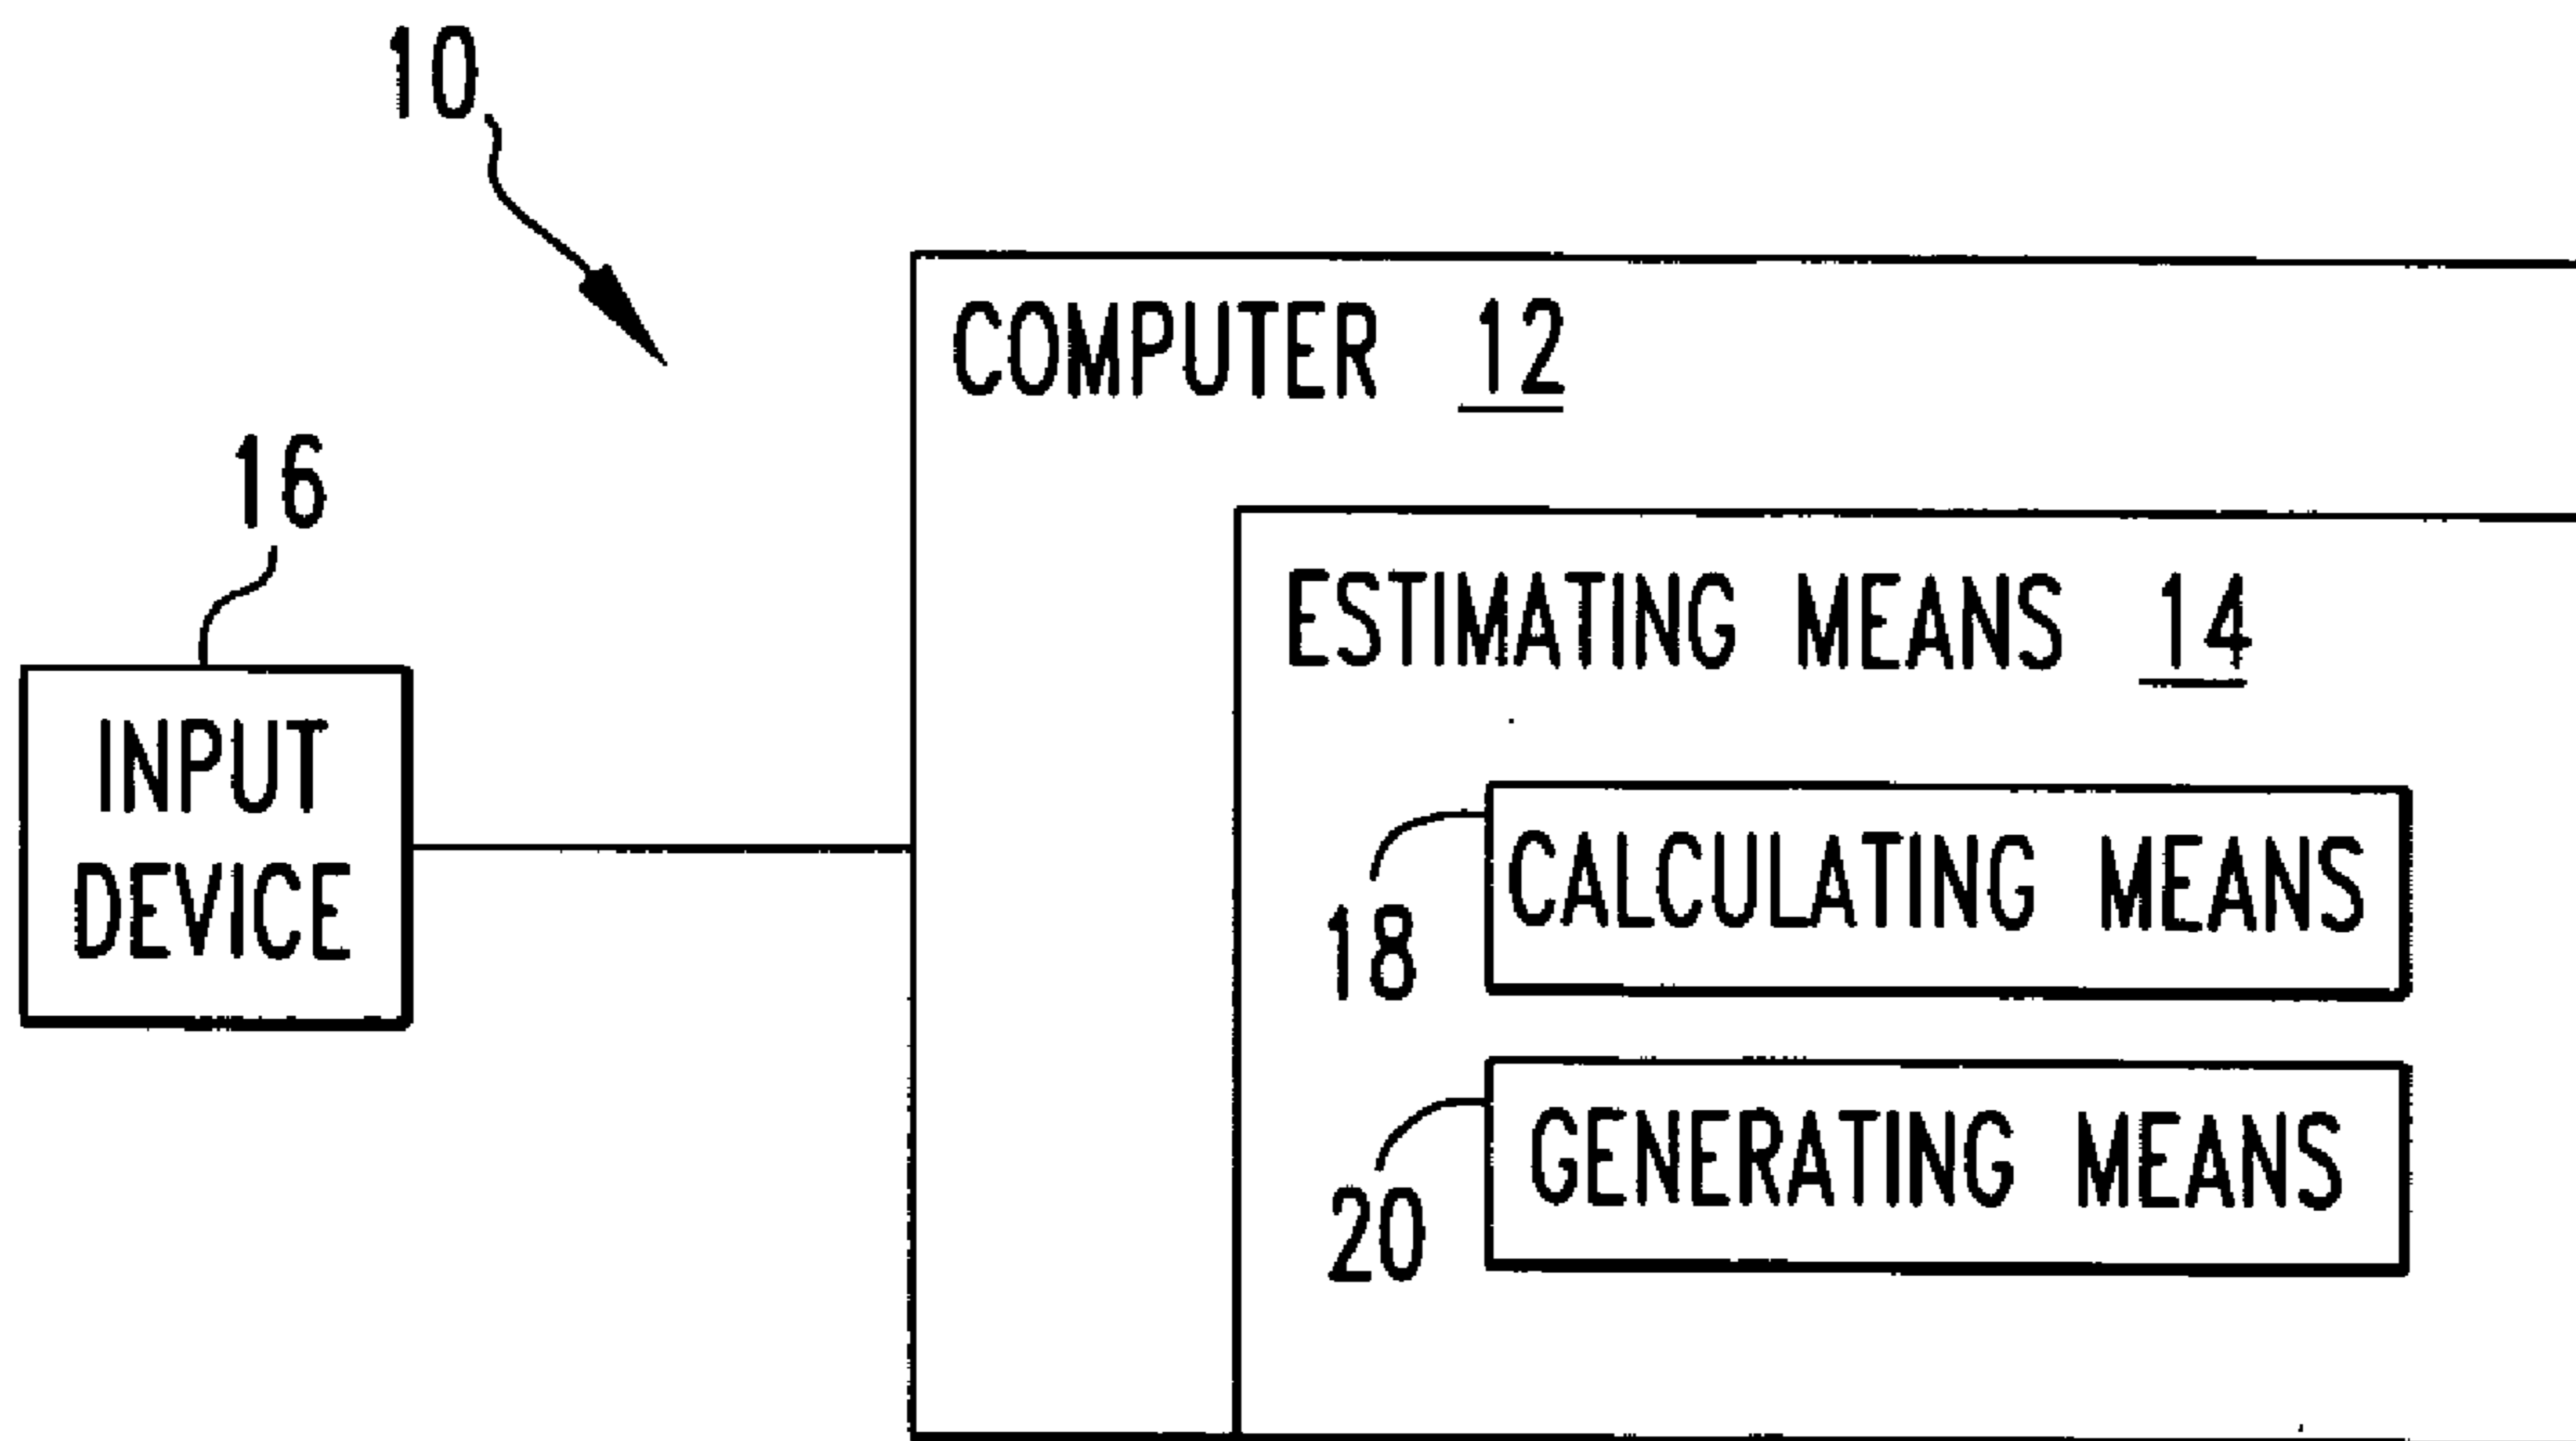 10
COMPUTER 12
16
ESTIMATING MEANS 14
INPUT
DEVICE
CALCULATING MEANS
18
GENERATING MEANS
20